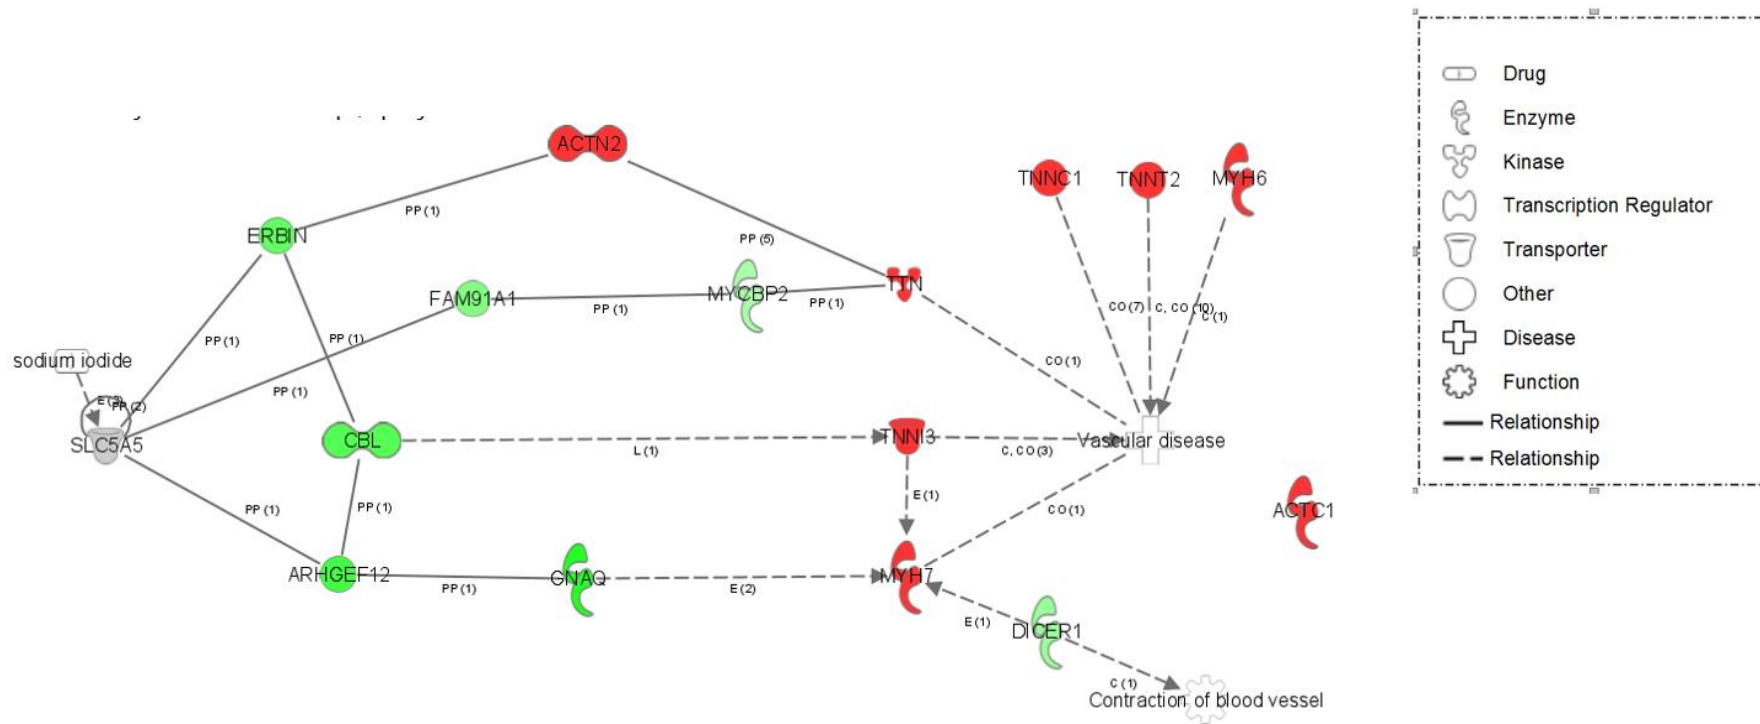 ACTN2
TNNC1
TNNT2
MYH6
PP (1)
ERBIN
PP (5)
TTN
MYCBP2
FAM91A1
PP (1)
PP (1)
CO (7)
C, CO (10)
C (1)
PP (1)
PP (1)
sodium iodide
CO (1)
PP (1)
E (3)
PP (2)
SLC5A5
CBL
TNNI3
Vascular disease
L (1)
C, CO (3)
E (1)
PP (1)
PP (1)
CO (1)
ACTC1
ARHGEF12
GNAQ
MYH7
PP (1)
E (2)
E (1)
DICER1
C (1)
Contraction of blood vessel
Drug
Enzyme
Kinase
Transcription Regulator
Transporter
Other
Disease
Function
Relationship
Relationship